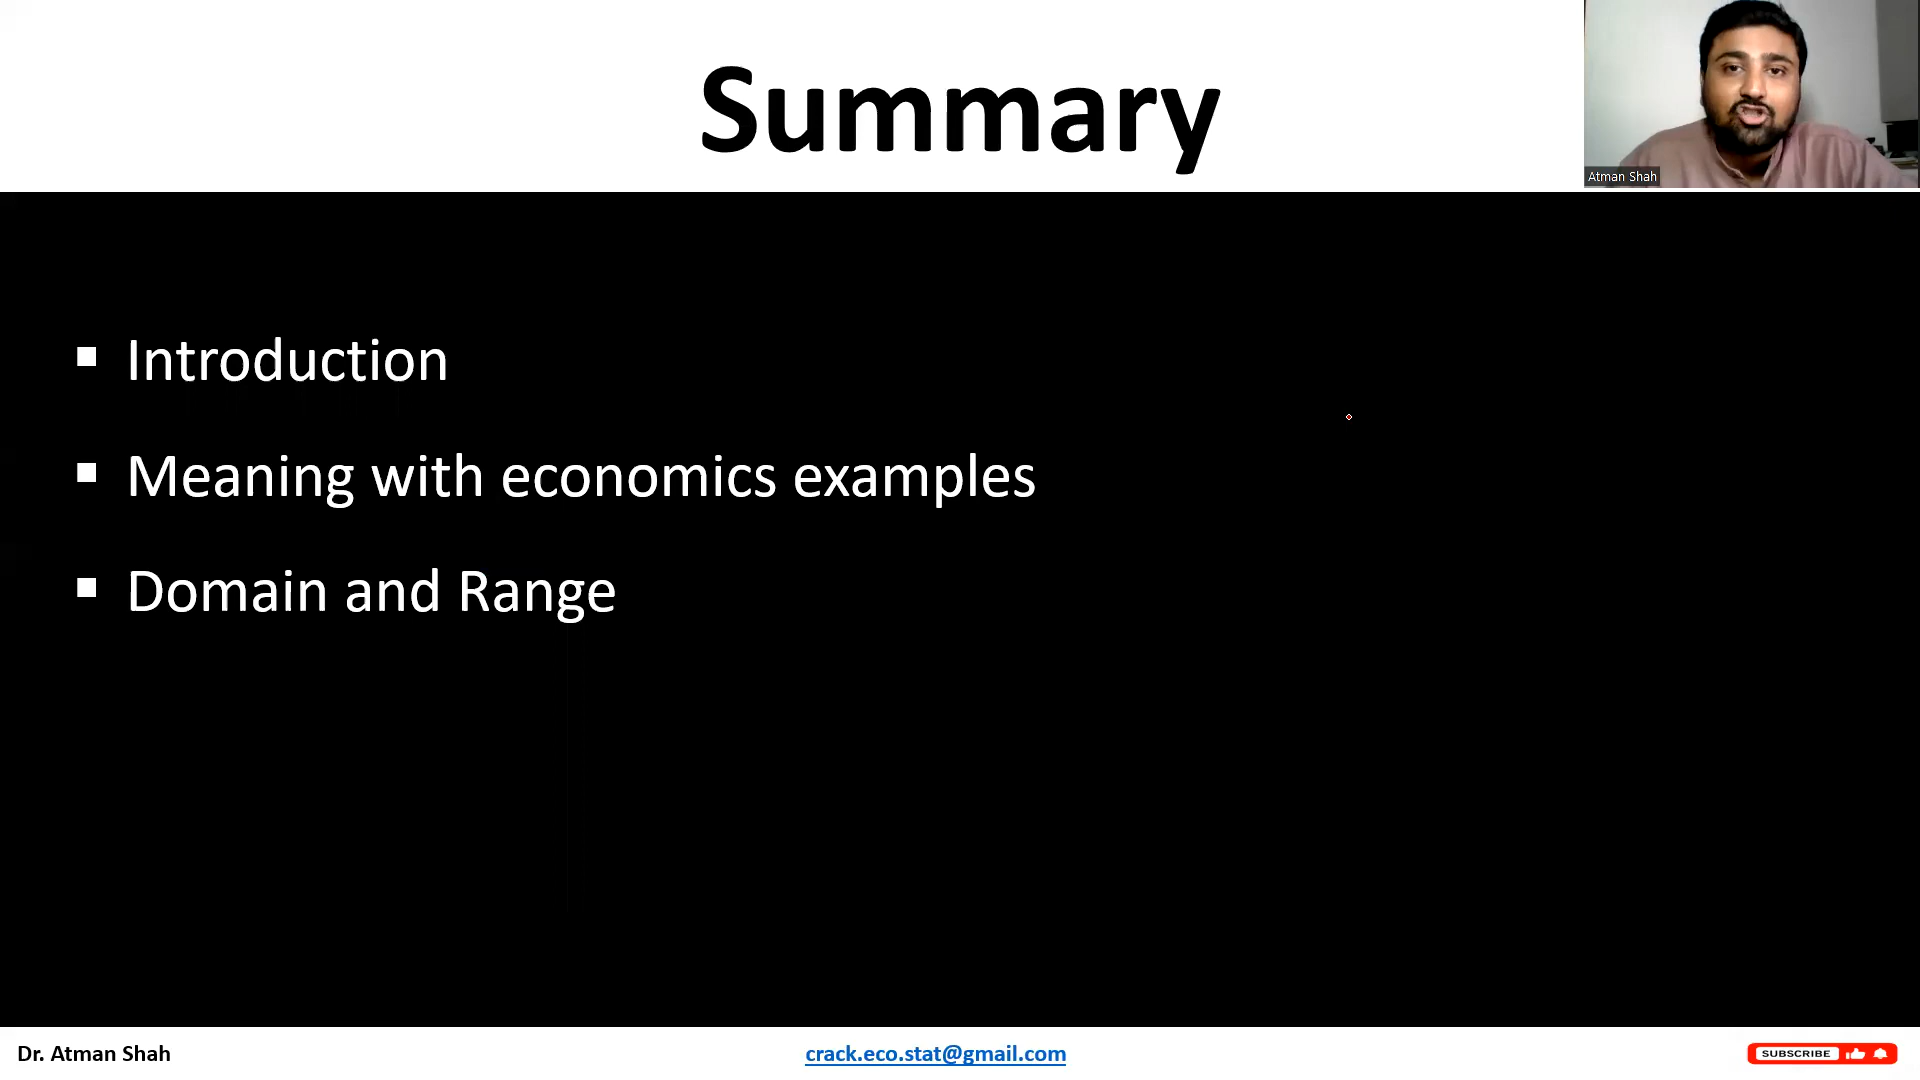 Summary
Atman Shah
▪ Introduction
▪ Meaning with economics examples
▪ Domain and Range
Dr. Atman Shah
crack.eco.stat@gmail.com
SUBSCRIBE